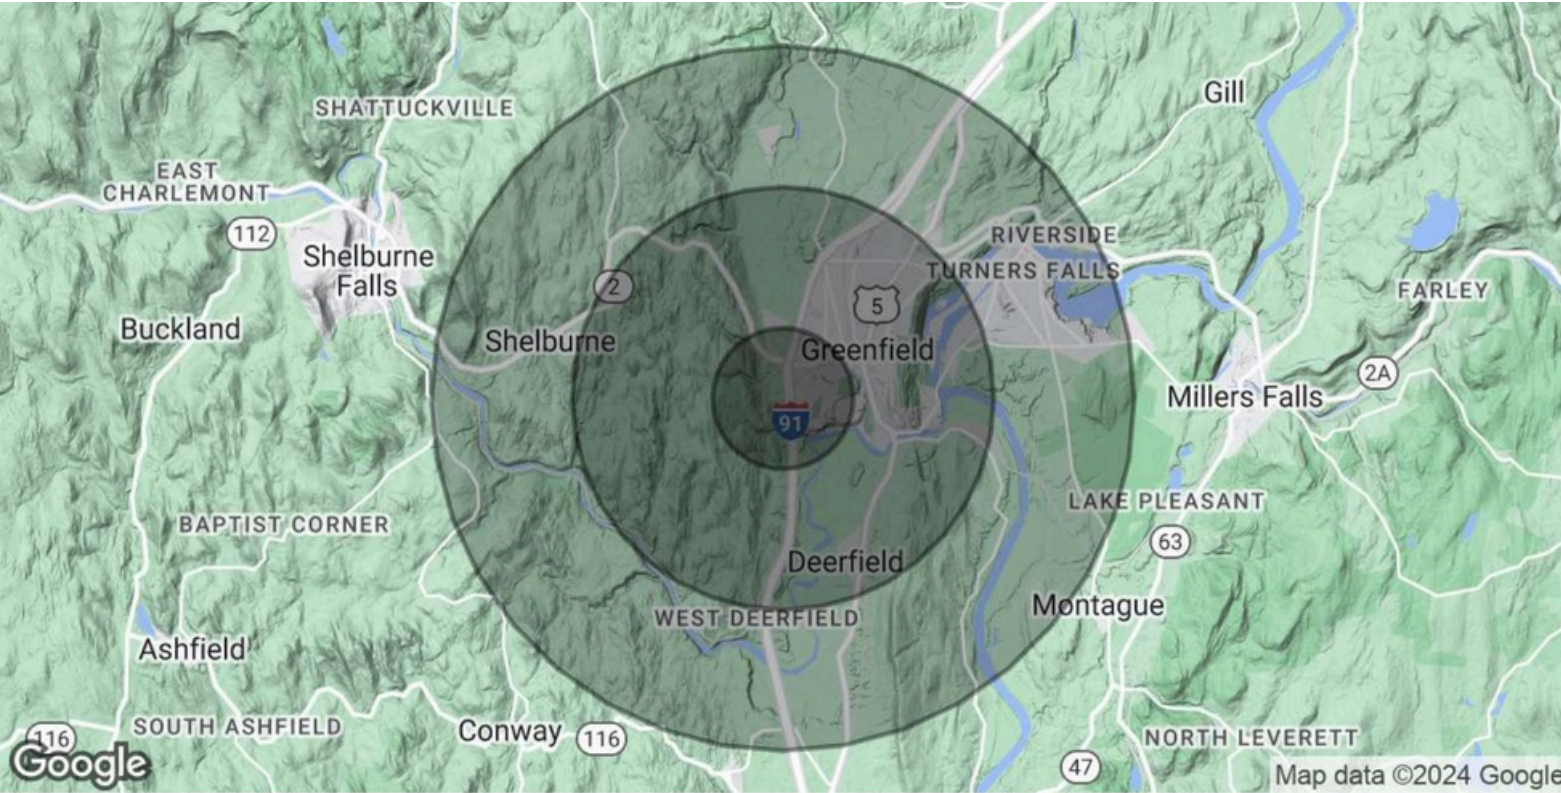 Gill
SHATTUCKVILLE
EAST
CHARLEMONT
112
RIVERSIDE
Shelburne
Falls
TURNERS FALLS
2
FARLEY
5
Buckland
Shelburne
Greenfield
2A
Millers Falls
91
LAKE PLEASANT
BAPTIST CORNER
63
Deerfield
Montague
WEST DEERFIELD
Ashfield
SOUTH ASHFIELD
Conway
116
116
NORTH LEVERETT
47
Google
Map data ©2024 Google